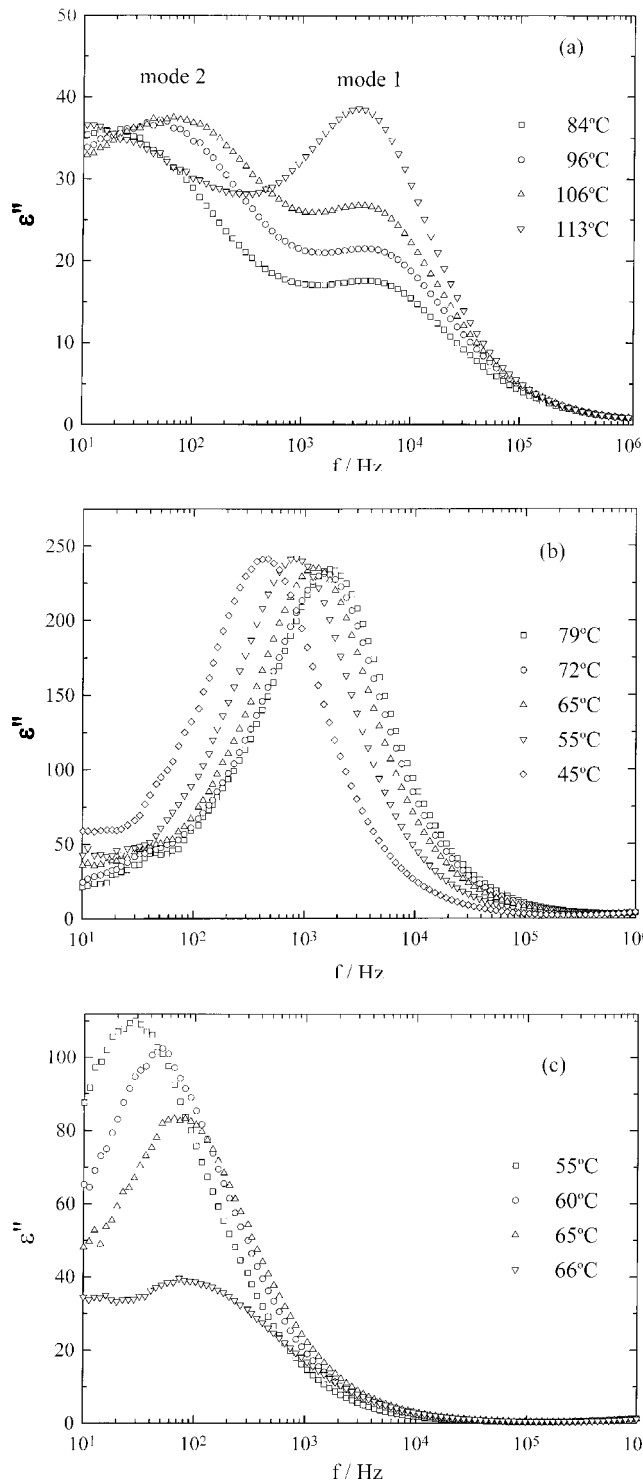 50
40
30
20
10
0
ε''
(a)
mode 2
mode 1
84°C
96°C
106°C
113°C
10¹ 10² 10³ 10⁴ 10⁵ 10⁶
f / Hz
250
200
150
100
50
0
ε''
(b)
79°C
72°C
65°C
55°C
45°C
10¹ 10² 10³ 10⁴ 10⁵ 10⁶
f / Hz
100
80
60
40
20
0
ε''
(c)
55°C
60°C
65°C
66°C
10¹ 10² 10³ 10⁴ 10⁵ 10
f / Hz